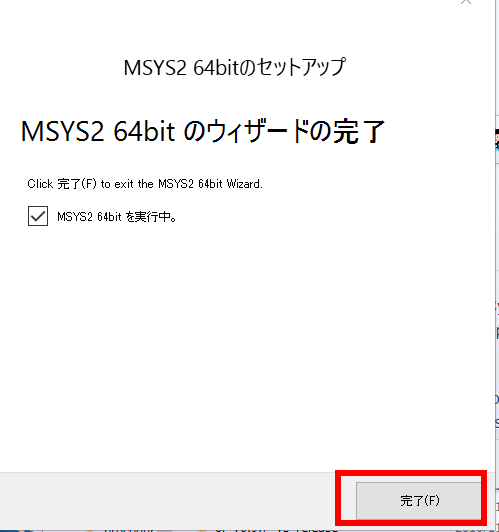 MSYS2 64bitのセットアップ
MSYS2 64bit のウィザードの完了
Click 完了(F) to exit the MSYS2 64bit Wizard.
MSYS2 64bit を実行中。
完了(F)